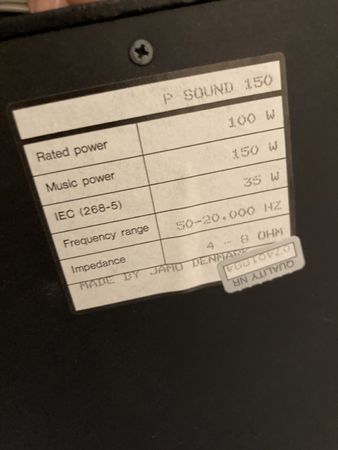 P SOUND 150
Rated power 100 W
Music power 150 W
IEC (268-5) 35 W
Frequency range 50-20.000 HZ
Impedance 4 - 8 OHM
MADE BY JAMO DENMARK
QUALITY NR